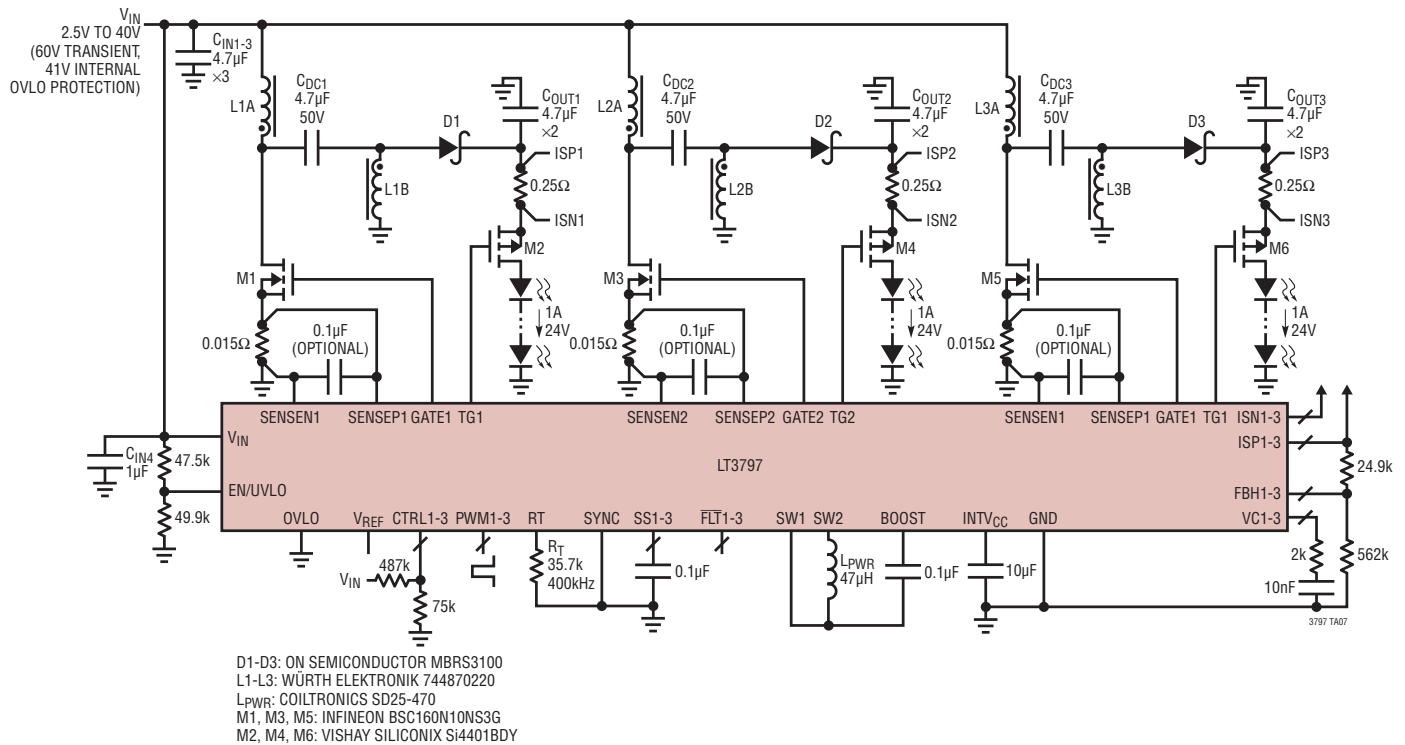 VIN
2.5V TO 40V
(60V TRANSIENT,
41V INTERNAL
OVLO PROTECTION)
CIN1-3
4.7µF
×3
L1A
CDC1
4.7µF
50V
L1B
D1
COUT1
4.7µF
×2
ISP1
0.25Ω
ISN1
M2
M1
1A
24V
0.015Ω
0.1µF
(OPTIONAL)
L2A
CDC2
4.7µF
50V
L2B
D2
COUT2
4.7µF
×2
ISP2
0.25Ω
ISN2
M4
M3
1A
24V
0.015Ω
0.1µF
(OPTIONAL)
L3A
CDC3
4.7µF
50V
L3B
D3
COUT3
4.7µF
×2
ISP3
0.25Ω
ISN3
M6
M5
1A
24V
0.015Ω
0.1µF
(OPTIONAL)
SENSEN1 SENSEP1 GATE1 TG1 SENSEN2 SENSEP2 GATE2 TG2 SENSEN1 SENSEP1 GATE1 TG1 ISN1-3
VIN
ISP1-3
CIN4
1µF
47.5k
LT3797
24.9k
EN/UVLO
FBH1-3
49.9k
VC1-3
OVLO VREF CTRL1-3 PWM1-3 RT SYNC SS1-3 FLT1-3 SW1 SW2 BOOST INTVCC GND
2k
562k
10nF
VIN
487k
75k
RT
35.7k
400kHz
0.1µF
LPWR
47µH
0.1µF
10µF
3797 TA07
D1-D3: ON SEMICONDUCTOR MBRS3100
L1-L3: WÜRTH ELEKTRONIK 744870220
LPWR: COILTRONICS SD25-470
M1, M3, M5: INFINEON BSC160N10NS3G
M2, M4, M6: VISHAY SILICONIX Si4401BDY